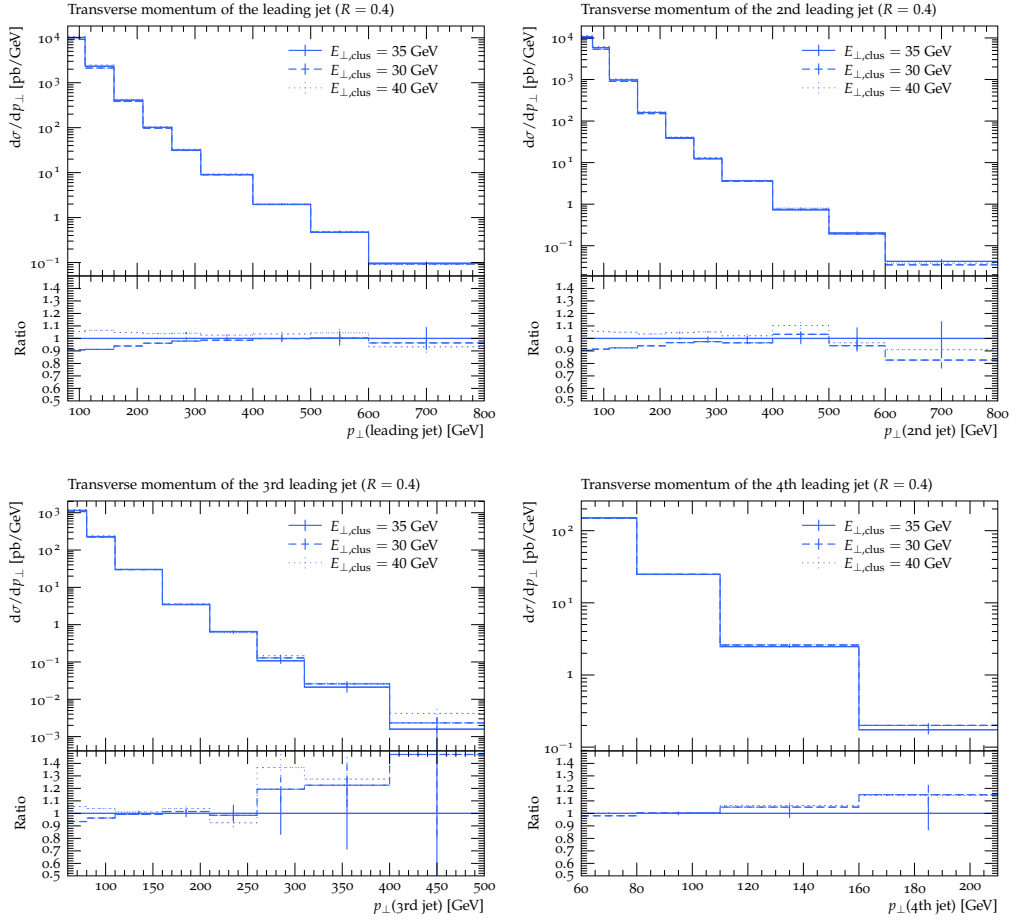 Transverse momentum of the leading jet (R = 0.4)
dσ/dp⊥ [pb/GeV]
10⁴
10³
10²
10¹
1
10⁻¹
E⊥,clus = 35 GeV
E⊥,clus = 30 GeV
E⊥,clus = 40 GeV
Ratio
1.4
1.3
1.2
1.1
1.0
0.9
0.8
0.7
0.6
0.5
100 200 300 400 500 600 700 800
p⊥(leading jet) [GeV]
Transverse momentum of the 2nd leading jet (R = 0.4)
dσ/dp⊥ [pb/GeV]
10⁴
10³
10²
10¹
1
10⁻¹
E⊥,clus = 35 GeV
E⊥,clus = 30 GeV
E⊥,clus = 40 GeV
Ratio
1.4
1.3
1.2
1.1
1.0
0.9
0.8
0.7
0.6
0.5
100 200 300 400 500 600 700 800
p⊥(2nd jet) [GeV]
Transverse momentum of the 3rd leading jet (R = 0.4)
dσ/dp⊥ [pb/GeV]
10³
10²
10¹
1
10⁻¹
10⁻²
10⁻³
E⊥,clus = 35 GeV
E⊥,clus = 30 GeV
E⊥,clus = 40 GeV
Ratio
1.4
1.3
1.2
1.1
1.0
0.9
0.8
0.7
0.6
0.5
100 150 200 250 300 350 400 450 500
p⊥(3rd jet) [GeV]
Transverse momentum of the 4th leading jet (R = 0.4)
dσ/dp⊥ [pb/GeV]
10²
10¹
1
10⁻¹
E⊥,clus = 35 GeV
E⊥,clus = 30 GeV
E⊥,clus = 40 GeV
Ratio
1.4
1.3
1.2
1.1
1.0
0.9
0.8
0.7
0.6
0.5
60 80 100 120 140 160 180 200
p⊥(4th jet) [GeV]